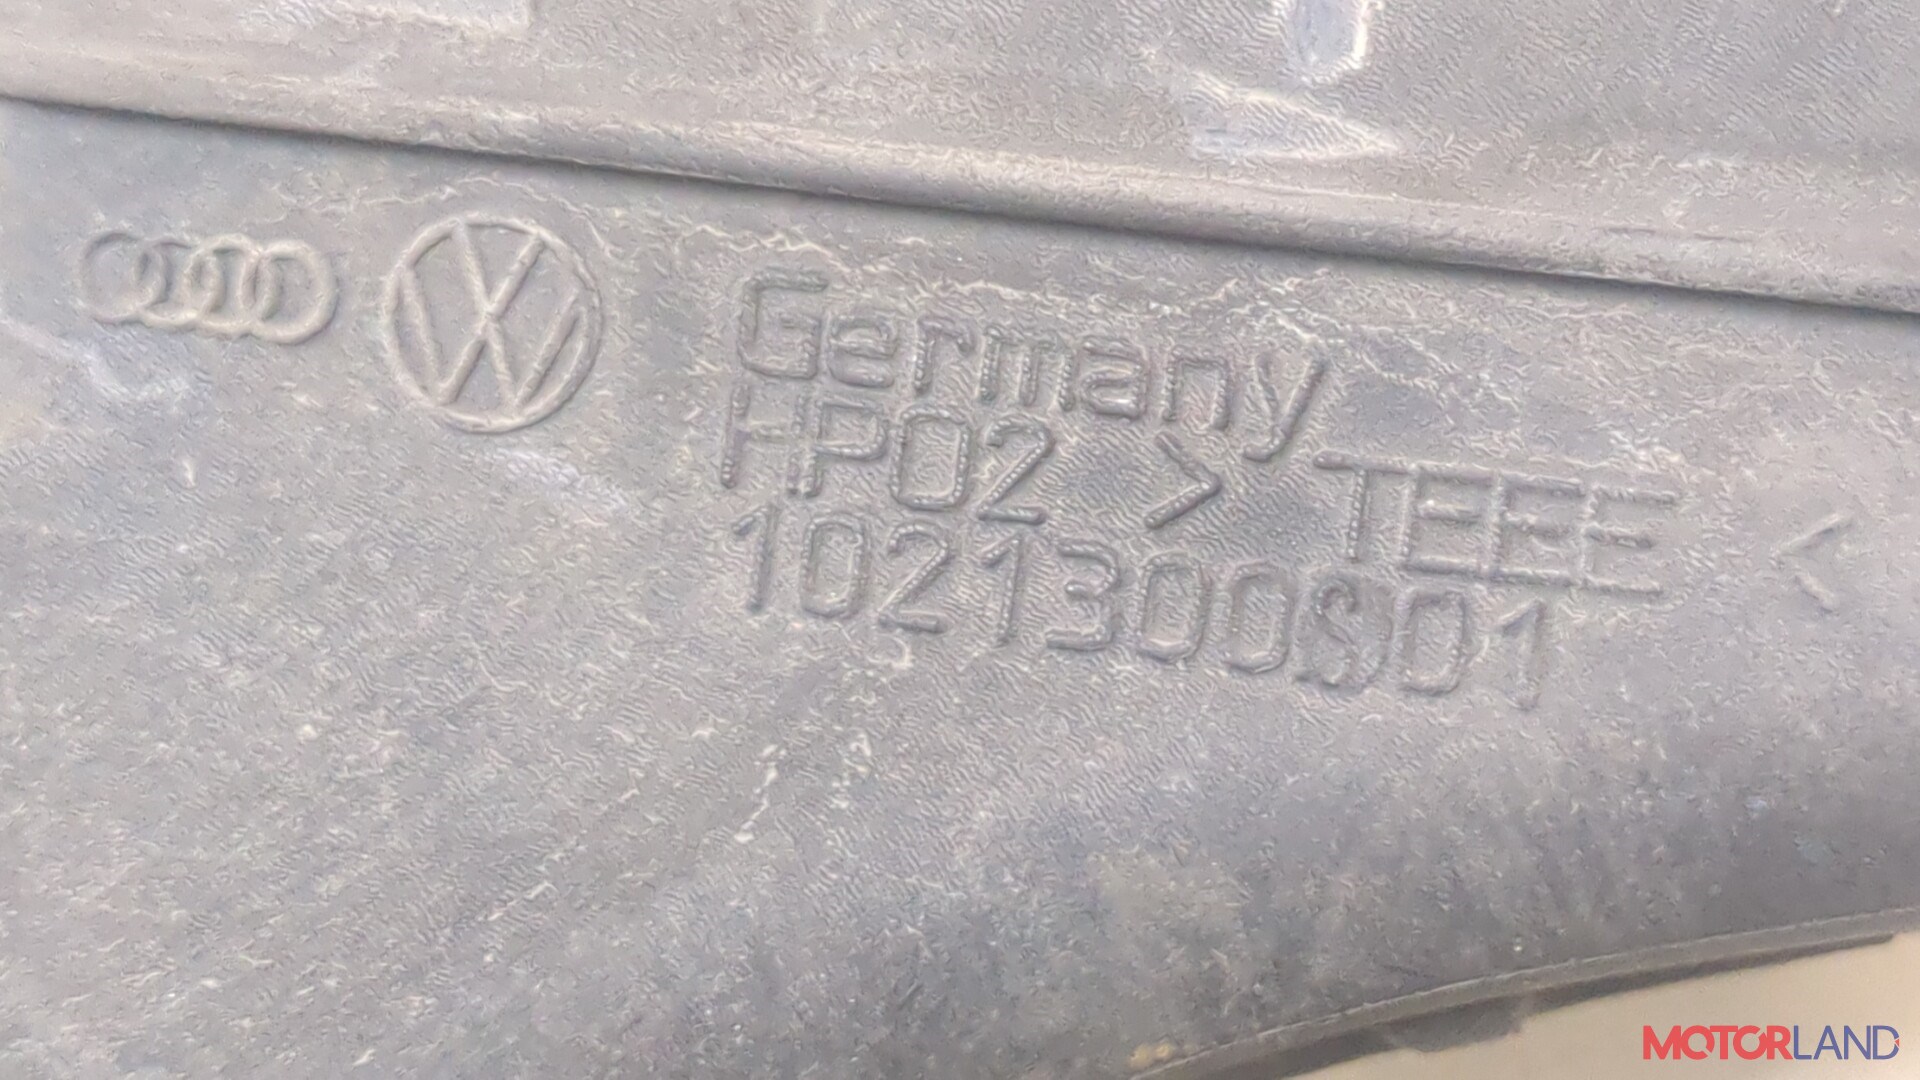 Germany
HP02 > TEEE <
1021300S01
MOTORLAND